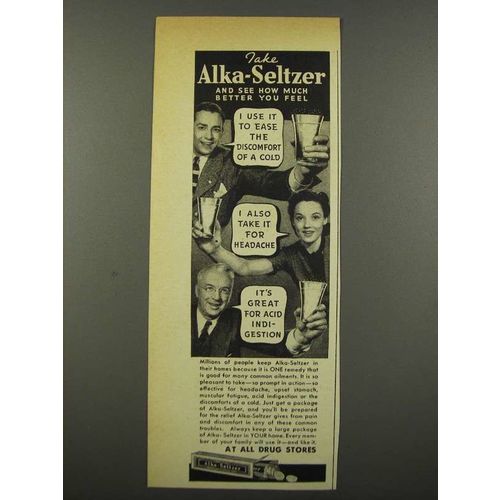 Take
Alka-Seltzer
AND SEE HOW MUCH
BETTER YOU FEEL
I USE IT
TO EASE
THE
DISCOMFORT
OF A COLD
I ALSO
TAKE IT
FOR
HEADACHE
IT'S
GREAT
FOR ACID
INDI-
GESTION
Millions of people keep Alka-Seltzer in
their homes because it is ONE remedy that
is good for many common ailments. It is so
pleasant to take—so prompt in action—so
effective for headache, upset stomach,
muscular fatigue, acid indigestion or the
discomforts of a cold. Just get a package
of Alka-Seltzer, and you'll be prepared
for the relief Alka-Seltzer gives from pain
and discomfort in any of these common
troubles. Always keep a large package
of Alka-Seltzer in YOUR home. Every mem-
ber of your family will use it—and like it.
AT ALL DRUG STORES
Alka-Seltzer